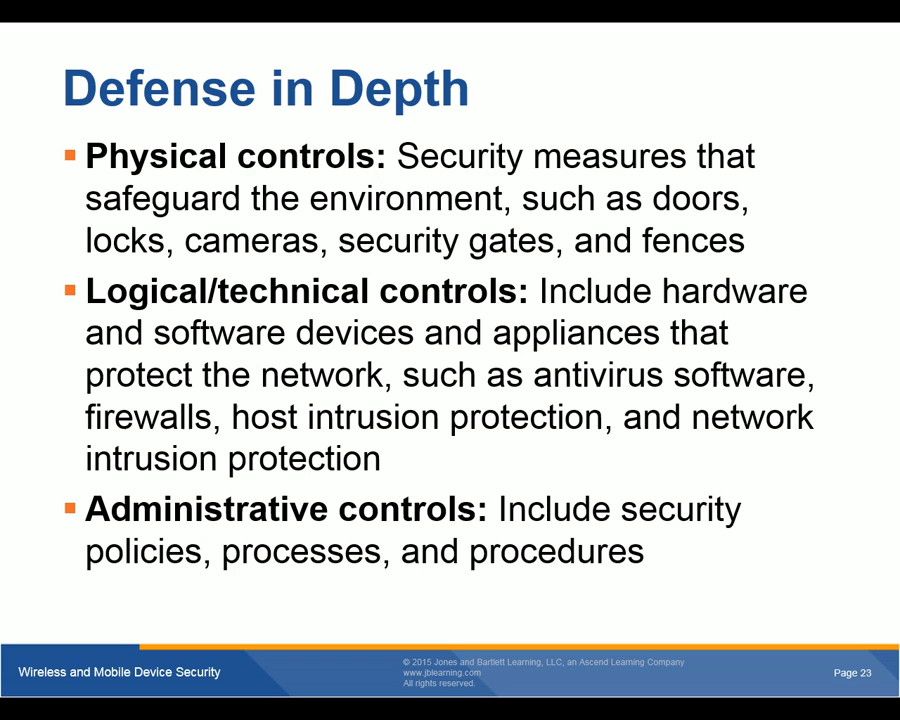 Defense in Depth
▪ Physical controls: Security measures that
safeguard the environment, such as doors,
locks, cameras, security gates, and fences
▪ Logical/technical controls: Include hardware
and software devices and appliances that
protect the network, such as antivirus software,
firewalls, host intrusion protection, and network
intrusion protection
▪ Administrative controls: Include security
policies, processes, and procedures
Wireless and Mobile Device Security
© 2015 Jones and Bartlett Learning, LLC, an Ascend Learning Company
www.jblearning.com
All rights reserved.
Page 23